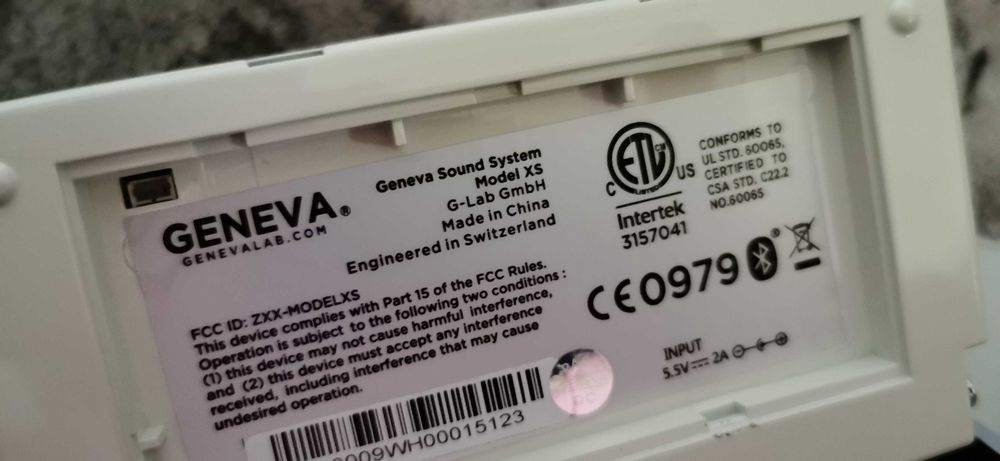 GENEVA®
GENEVALAB.COM
Geneva Sound System
Model XS
G-Lab GmbH
Made in China
Engineered in Switzerland
FCC ID: ZXX-MODELXS
This device complies with Part 15 of the FCC Rules.
Operation is subject to the following two conditions :
(1) this device may not cause harmful interference,
and (2) this device must accept any interference
received, including interference that may cause
undesired operation.
009WH00015123
ETL CM
C US
Intertek
3157041
CONFORMS TO
UL STD. 60065,
CERTIFIED TO
CSA STD. C22.2
NO.60065
CE0979
INPUT
5.5V 2A